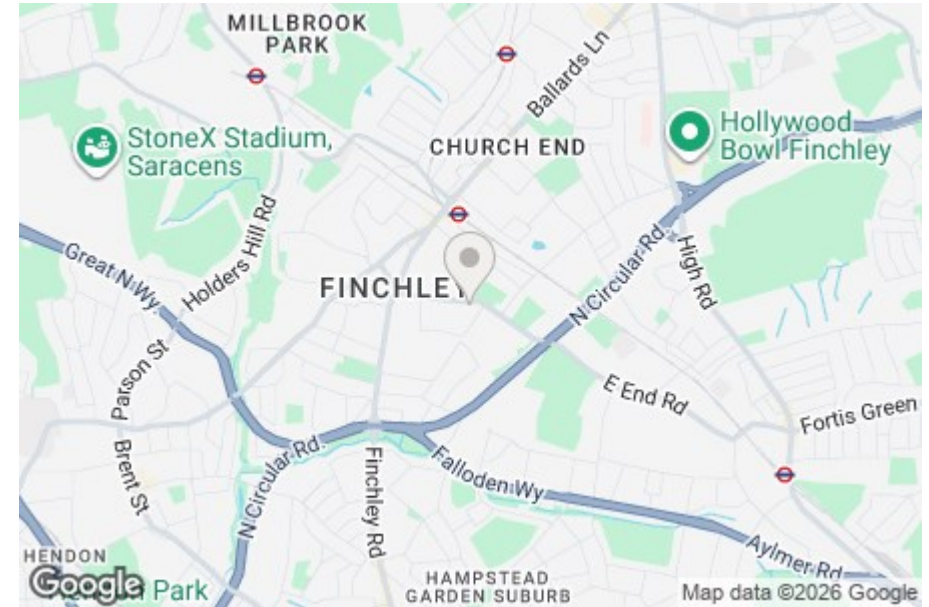 MILLBROOK
PARK
Ballards Ln
StoneX Stadium,
Saracens
CHURCH END
Hollywood
Bowl Finchley
Holders Hill Rd
Great N Wy.
FINCHLEY
N Circular Rd.
High Rd
Parson St
E End Rd
Fortis Green
Brent St
N Circular Rd.
Finchley Rd
Falloden Wy
Aylmer Rd
HENDON
Park
HAMPSTEAD
GARDEN SUBURB
Google
Map data ©2026 Google